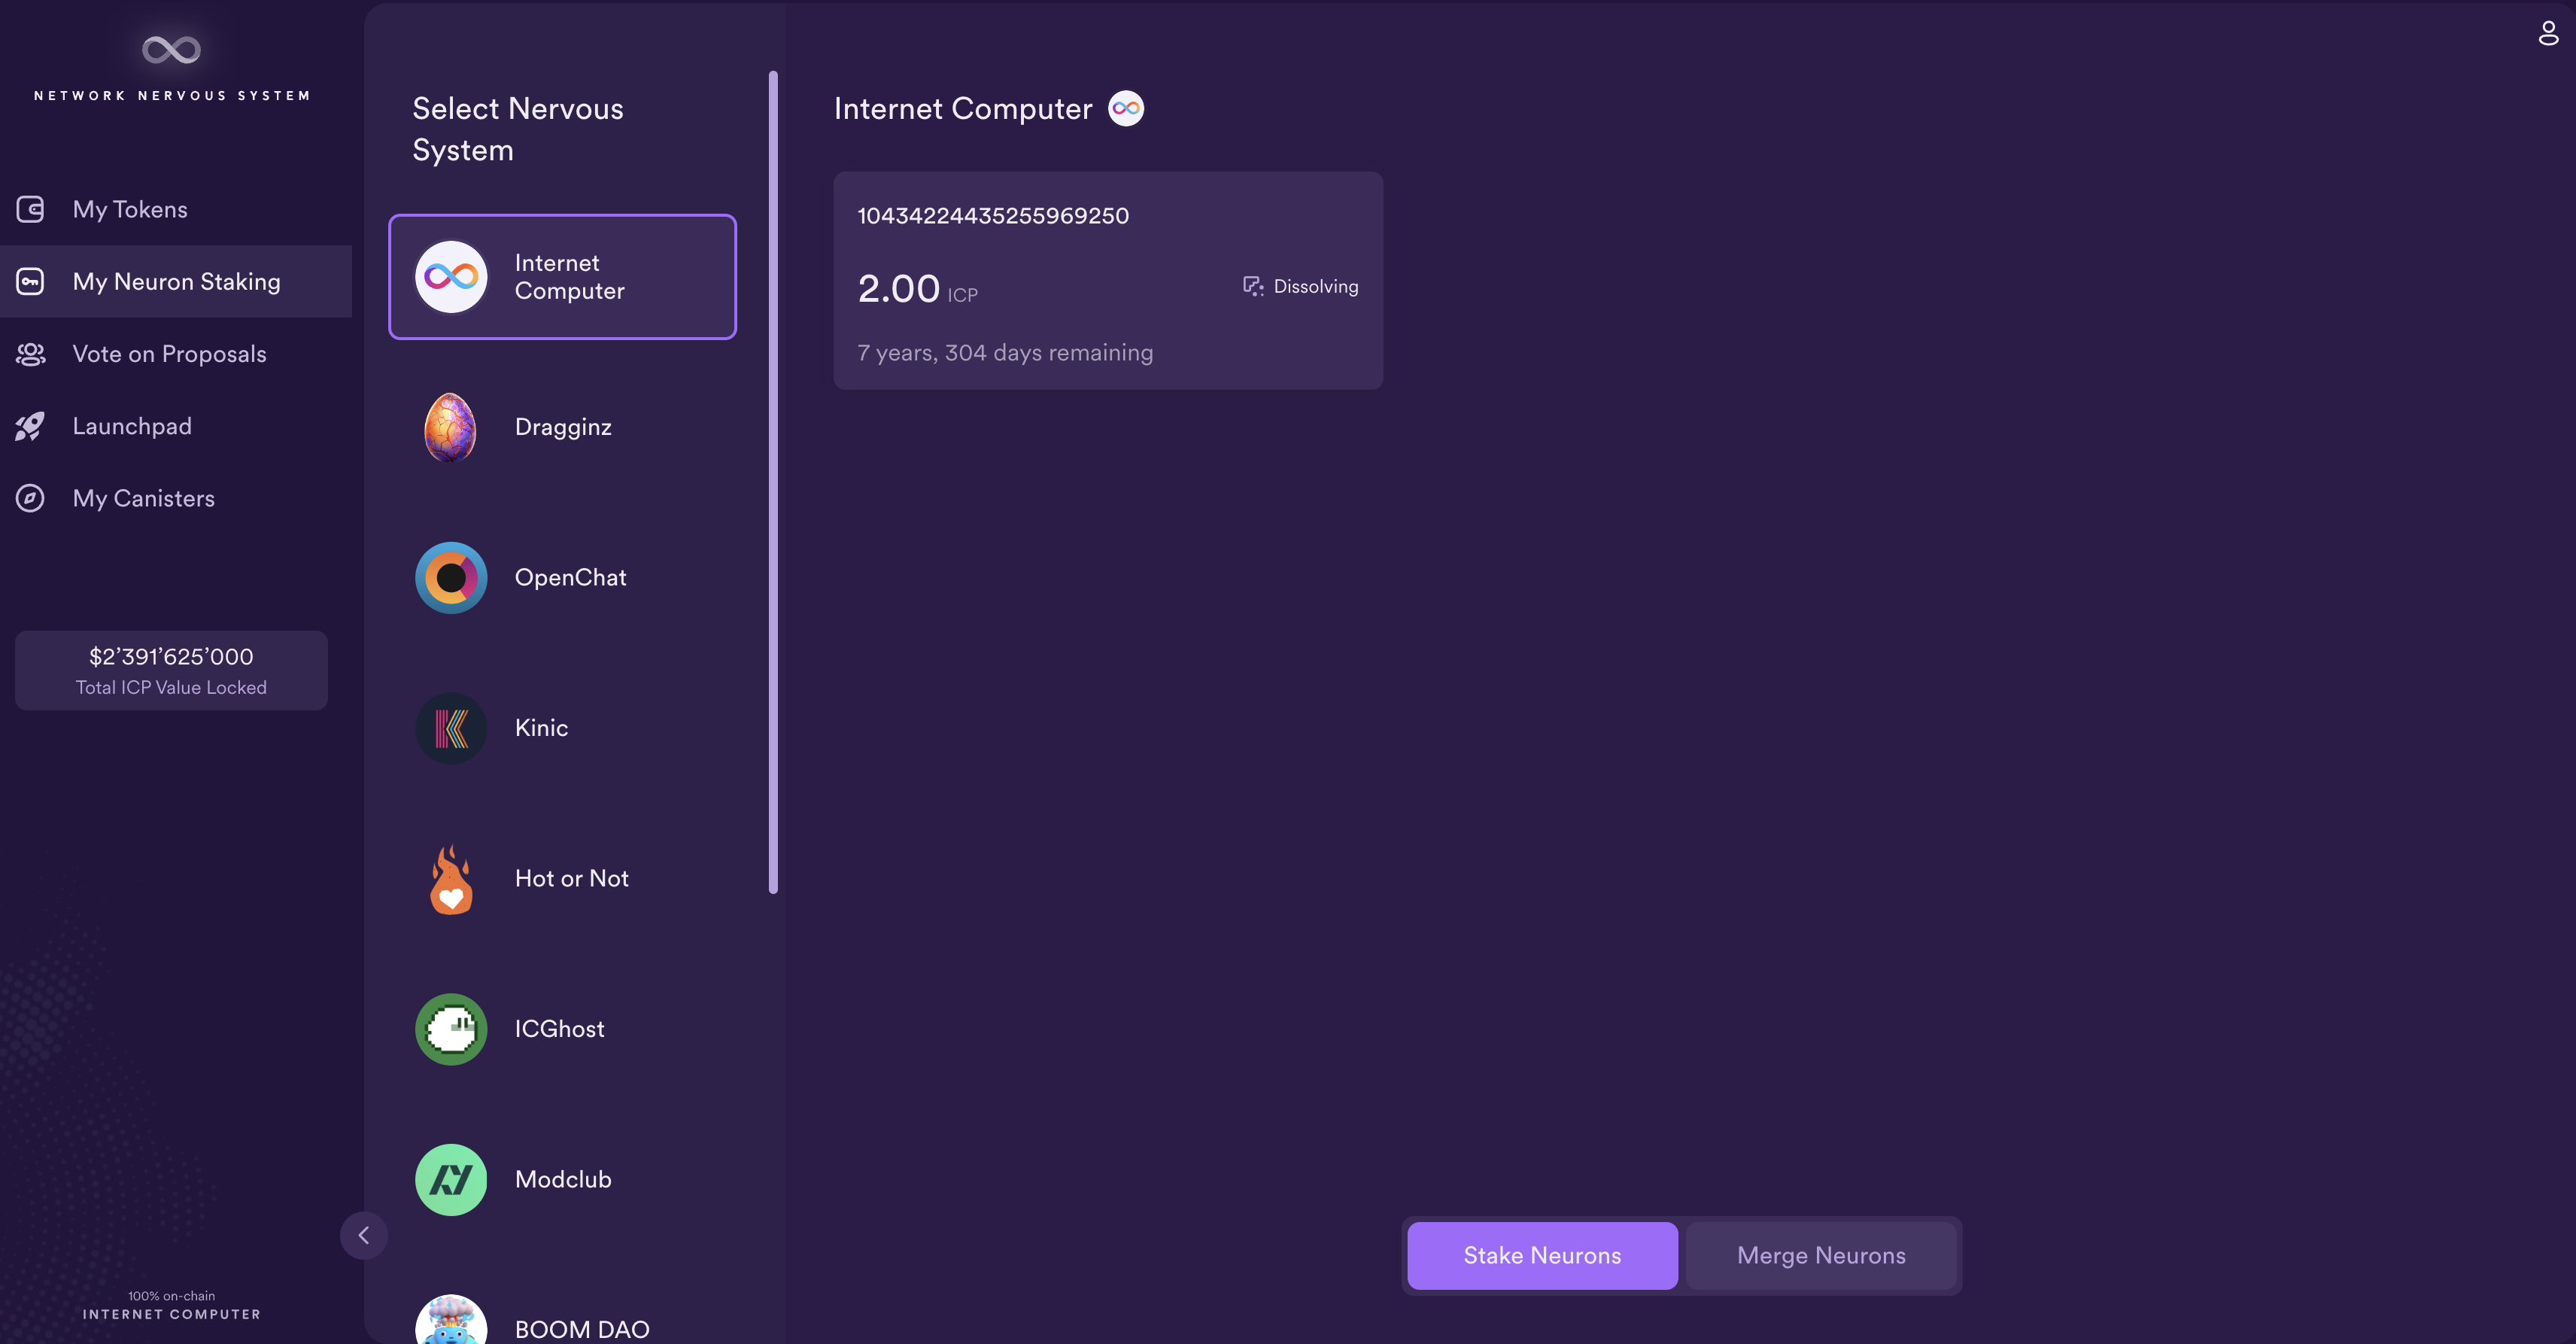 NETWORK NERVOUS SYSTEM
My Tokens
My Neuron Staking
Vote on Proposals
Launchpad
My Canisters
$2’391’625’000
Total ICP Value Locked
100% on-chain
INTERNET COMPUTER
Select Nervous
System
Internet
Computer
Dragginz
OpenChat
Kinic
Hot or Not
ICGhost
Modclub
BOOM DAO
Internet Computer
10434224435255969250
2.00 ICP
Dissolving
7 years, 304 days remaining
Stake Neurons
Merge Neurons